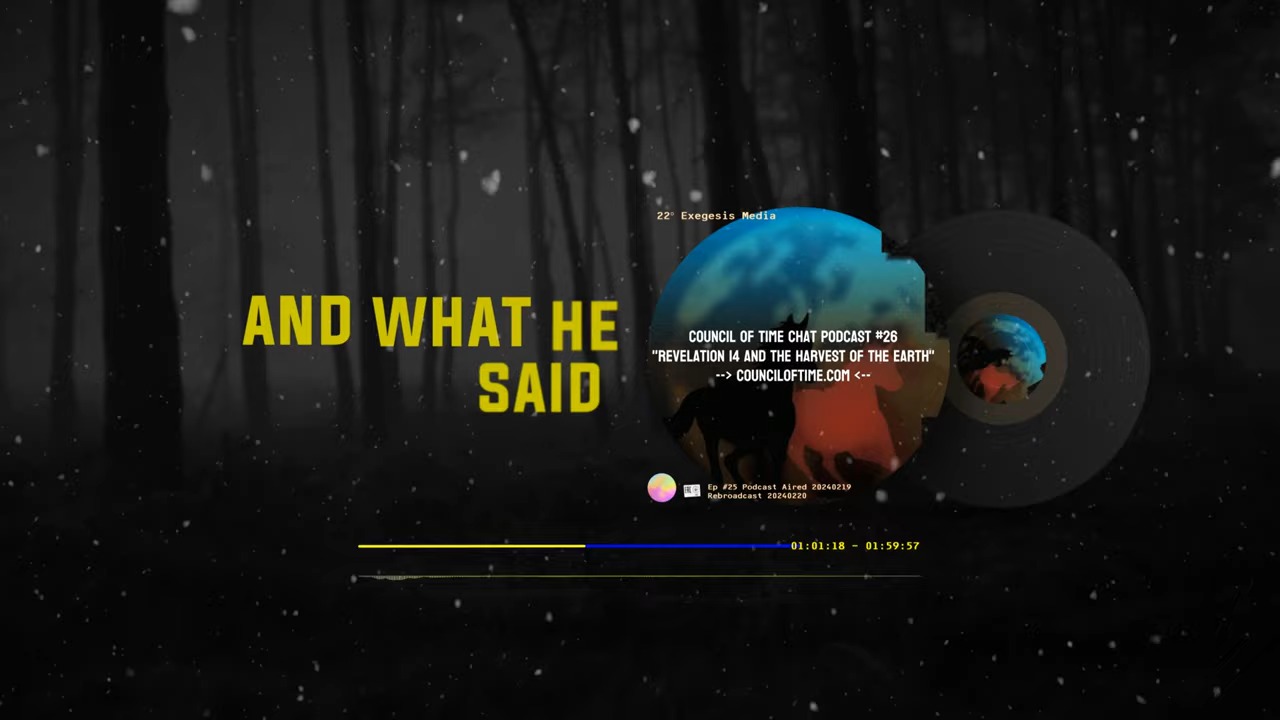 22° Exegesis Media
AND WHAT HE
SAID
COUNCIL OF TIME CHAT PODCAST #26
"REVELATION 14 AND THE HARVEST OF THE EARTH"
--> COUNCILOFTIME.COM <--
Ep #25 Podcast Aired 20240219
Rebroadcast 20240220
01:01:18 - 01:59:57